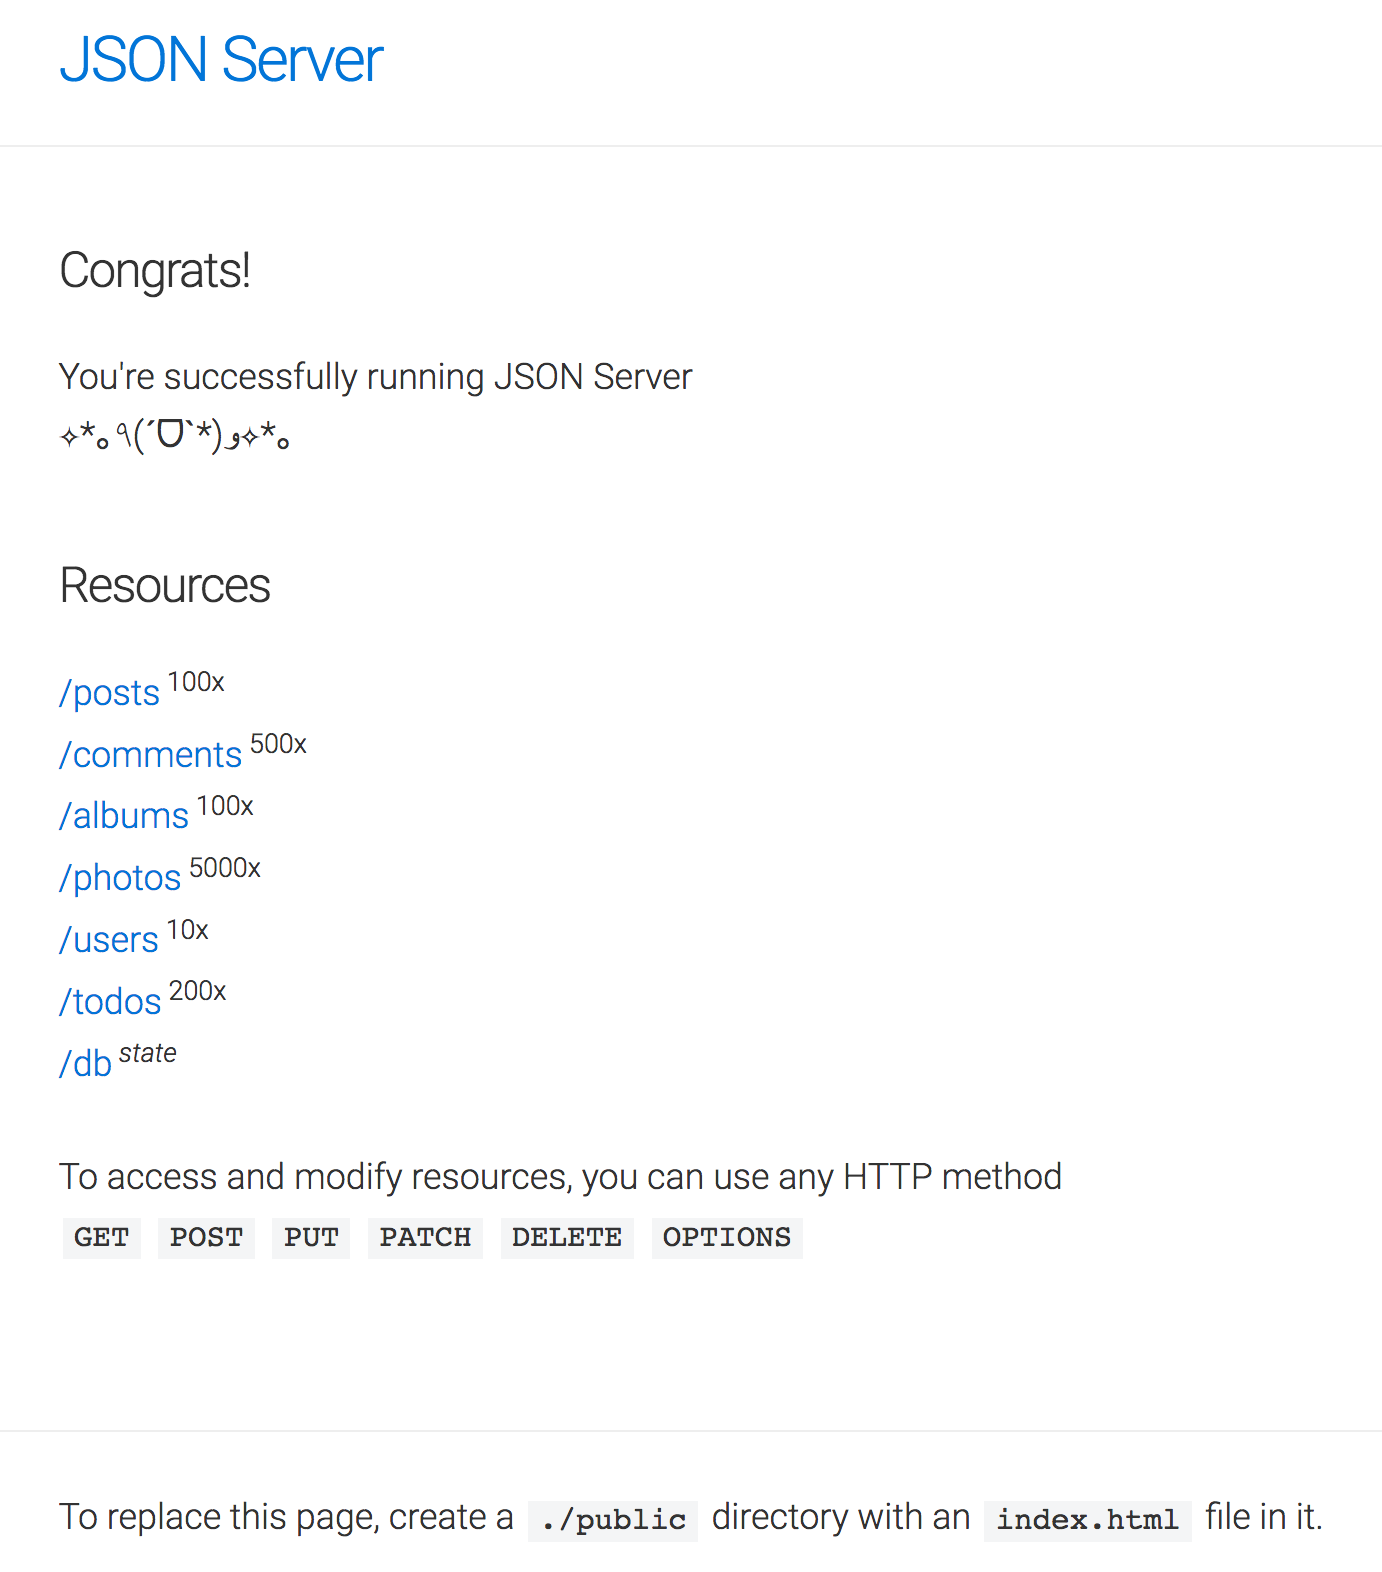 JSON Server
Congrats!
You're successfully running JSON Server
✧*｡٩(ˊᗜˋ*)و✧*｡
Resources
/posts 100x
/comments 500x
/albums 100x
/photos 5000x
/users 10x
/todos 200x
/db state
To access and modify resources, you can use any HTTP method
GET POST PUT PATCH DELETE OPTIONS
To replace this page, create a ./public directory with an index.html file in it.